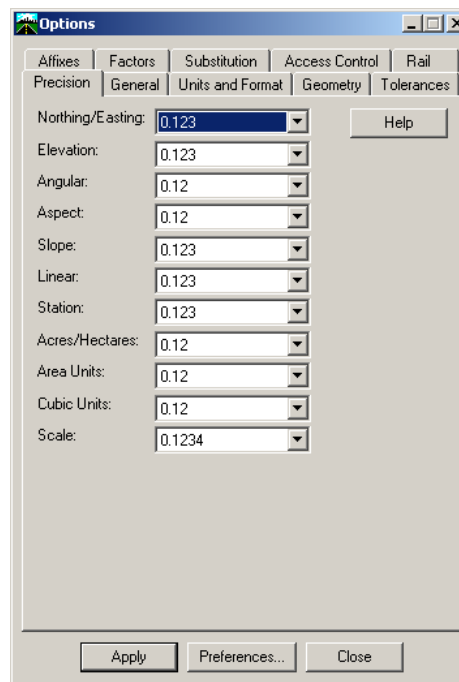 Options
Affixes Factors Substitution Access Control Rail
Precision General Units and Format Geometry Tolerances
Northing/Easting: 0.123 Help
Elevation: 0.123
Angular: 0.12
Aspect: 0.12
Slope: 0.123
Linear: 0.123
Station: 0.123
Acres/Hectares: 0.12
Area Units: 0.12
Cubic Units: 0.12
Scale: 0.1234
Apply Preferences... Close